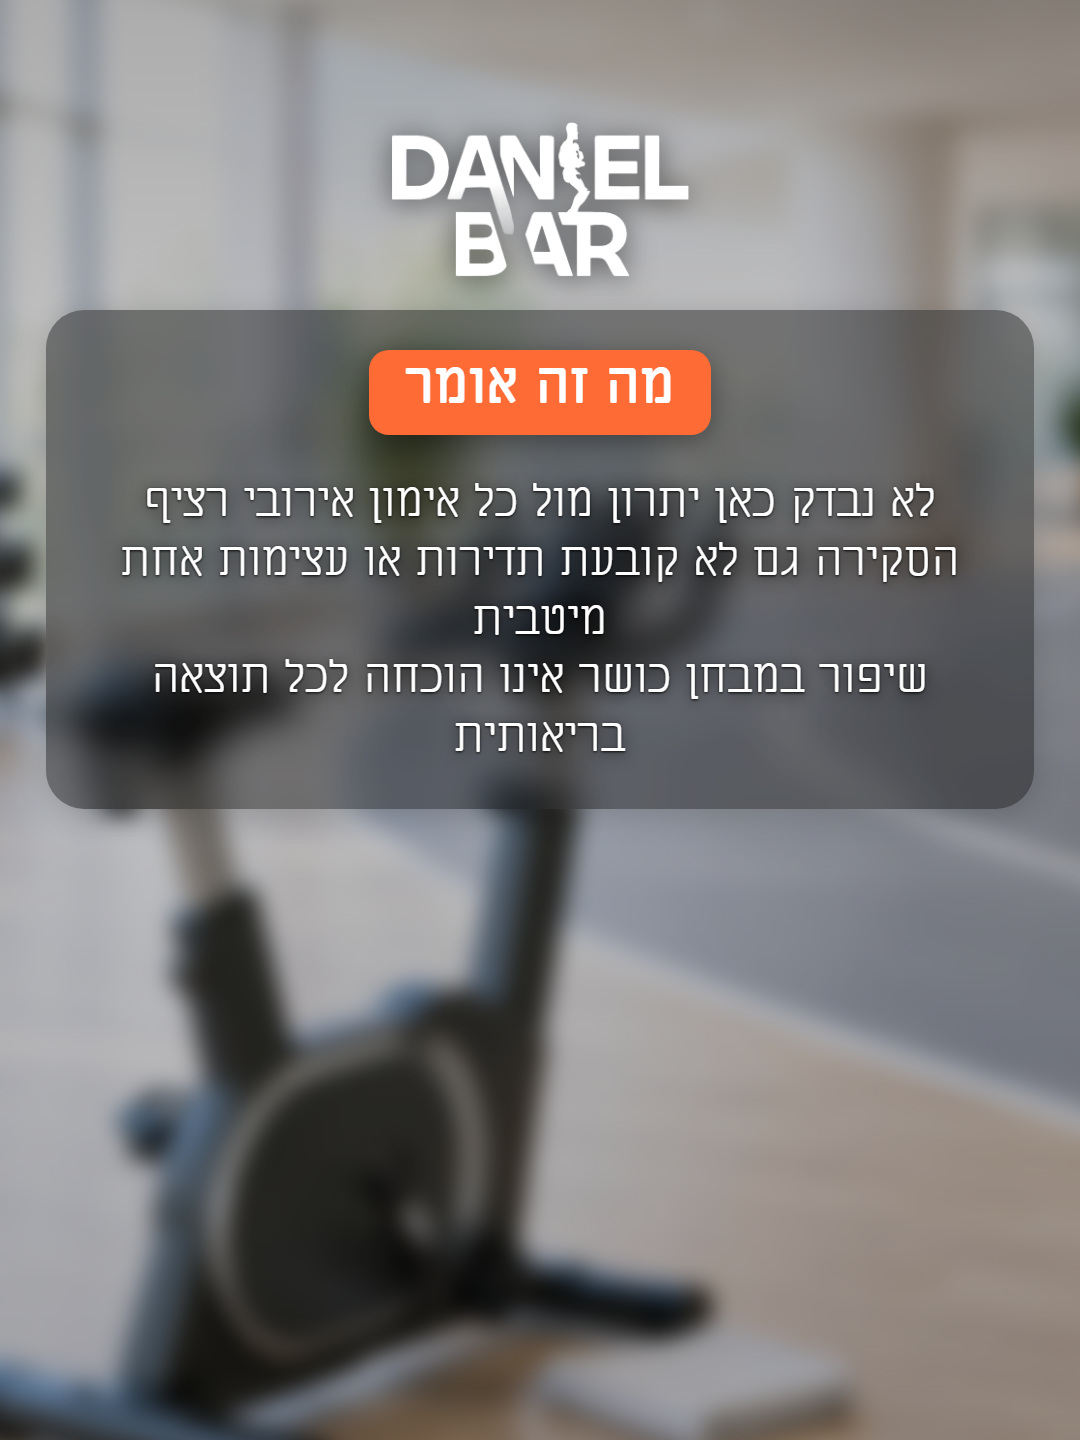 DANIEL
BAR
מה זה אומר
לא נבדק כאן יתרון מול כל אימון אירובי רציף
הסקירה גם לא קובעת תדירות או עצימות אחת
מיטבית
שיפור במבחן כושר אינו הוכחה לכל תוצאה
בריאותית